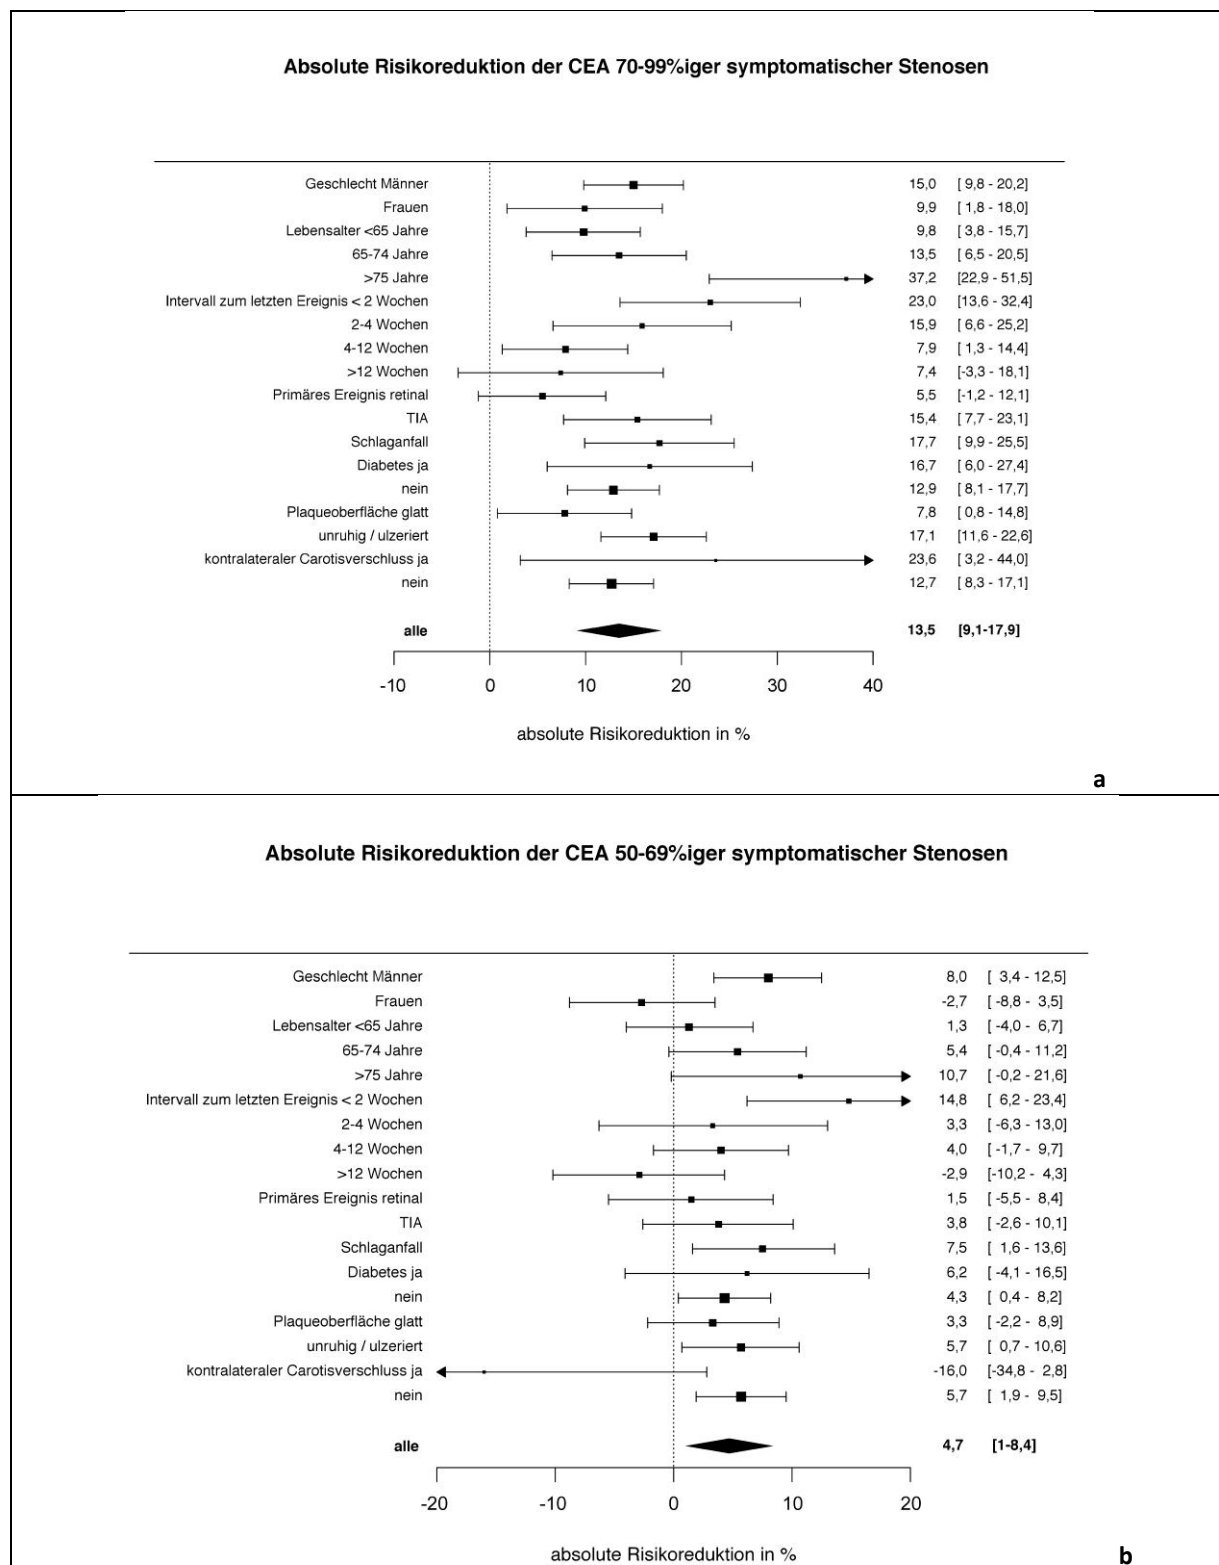 Absolute Risikoreduktion der CEA 70-99%iger symptomatischer Stenosen
Geschlecht Männer 15,0 [ 9,8 - 20,2]
Frauen 9,9 [ 1,8 - 18,0]
Lebensalter <65 Jahre 9,8 [ 3,8 - 15,7]
65-74 Jahre 13,5 [ 6,5 - 20,5]
>75 Jahre 37,2 [22,9 - 51,5]
Intervall zum letzten Ereignis < 2 Wochen 23,0 [13,6 - 32,4]
2-4 Wochen 15,9 [ 6,6 - 25,2]
4-12 Wochen 7,9 [ 1,3 - 14,4]
>12 Wochen 7,4 [-3,3 - 18,1]
Primäres Ereignis retinal 5,5 [-1,2 - 12,1]
TIA 15,4 [ 7,7 - 23,1]
Schlaganfall 17,7 [ 9,9 - 25,5]
Diabetes ja 16,7 [ 6,0 - 27,4]
nein 12,9 [ 8,1 - 17,7]
Plaqueoberfläche glatt 7,8 [ 0,8 - 14,8]
unruhig / ulzeriert 17,1 [11,6 - 22,6]
kontralateraler Carotisverschluss ja 23,6 [ 3,2 - 44,0]
nein 12,7 [ 8,3 - 17,1]
alle 13,5 [9,1-17,9]
-10 0 10 20 30 40
absolute Risikoreduktion in %
a
Absolute Risikoreduktion der CEA 50-69%iger symptomatischer Stenosen
Geschlecht Männer 8,0 [ 3,4 - 12,5]
Frauen -2,7 [-8,8 - 3,5]
Lebensalter <65 Jahre 1,3 [-4,0 - 6,7]
65-74 Jahre 5,4 [ -0,4 - 11,2]
>75 Jahre 10,7 [ -0,2 - 21,6]
Intervall zum letzten Ereignis < 2 Wochen 14,8 [ 6,2 - 23,4]
2-4 Wochen 3,3 [ -6,3 - 13,0]
4-12 Wochen 4,0 [ -1,7 - 9,7]
>12 Wochen -2,9 [-10,2 - 4,3]
Primäres Ereignis retinal 1,5 [ -5,5 - 8,4]
TIA 3,8 [ -2,6 - 10,1]
Schlaganfall 7,5 [ 1,6 - 13,6]
Diabetes ja 6,2 [ -4,1 - 16,5]
nein 4,3 [ 0,4 - 8,2]
Plaqueoberfläche glatt 3,3 [ -2,2 - 8,9]
unruhig / ulzeriert 5,7 [ 0,7 - 10,6]
kontralateraler Carotisverschluss ja -16,0 [-34,8 - 2,8]
nein 5,7 [ 1,9 - 9,5]
alle 4,7 [1-8,4]
-20 -10 0 10 20
absolute Risikoreduktion in %
b